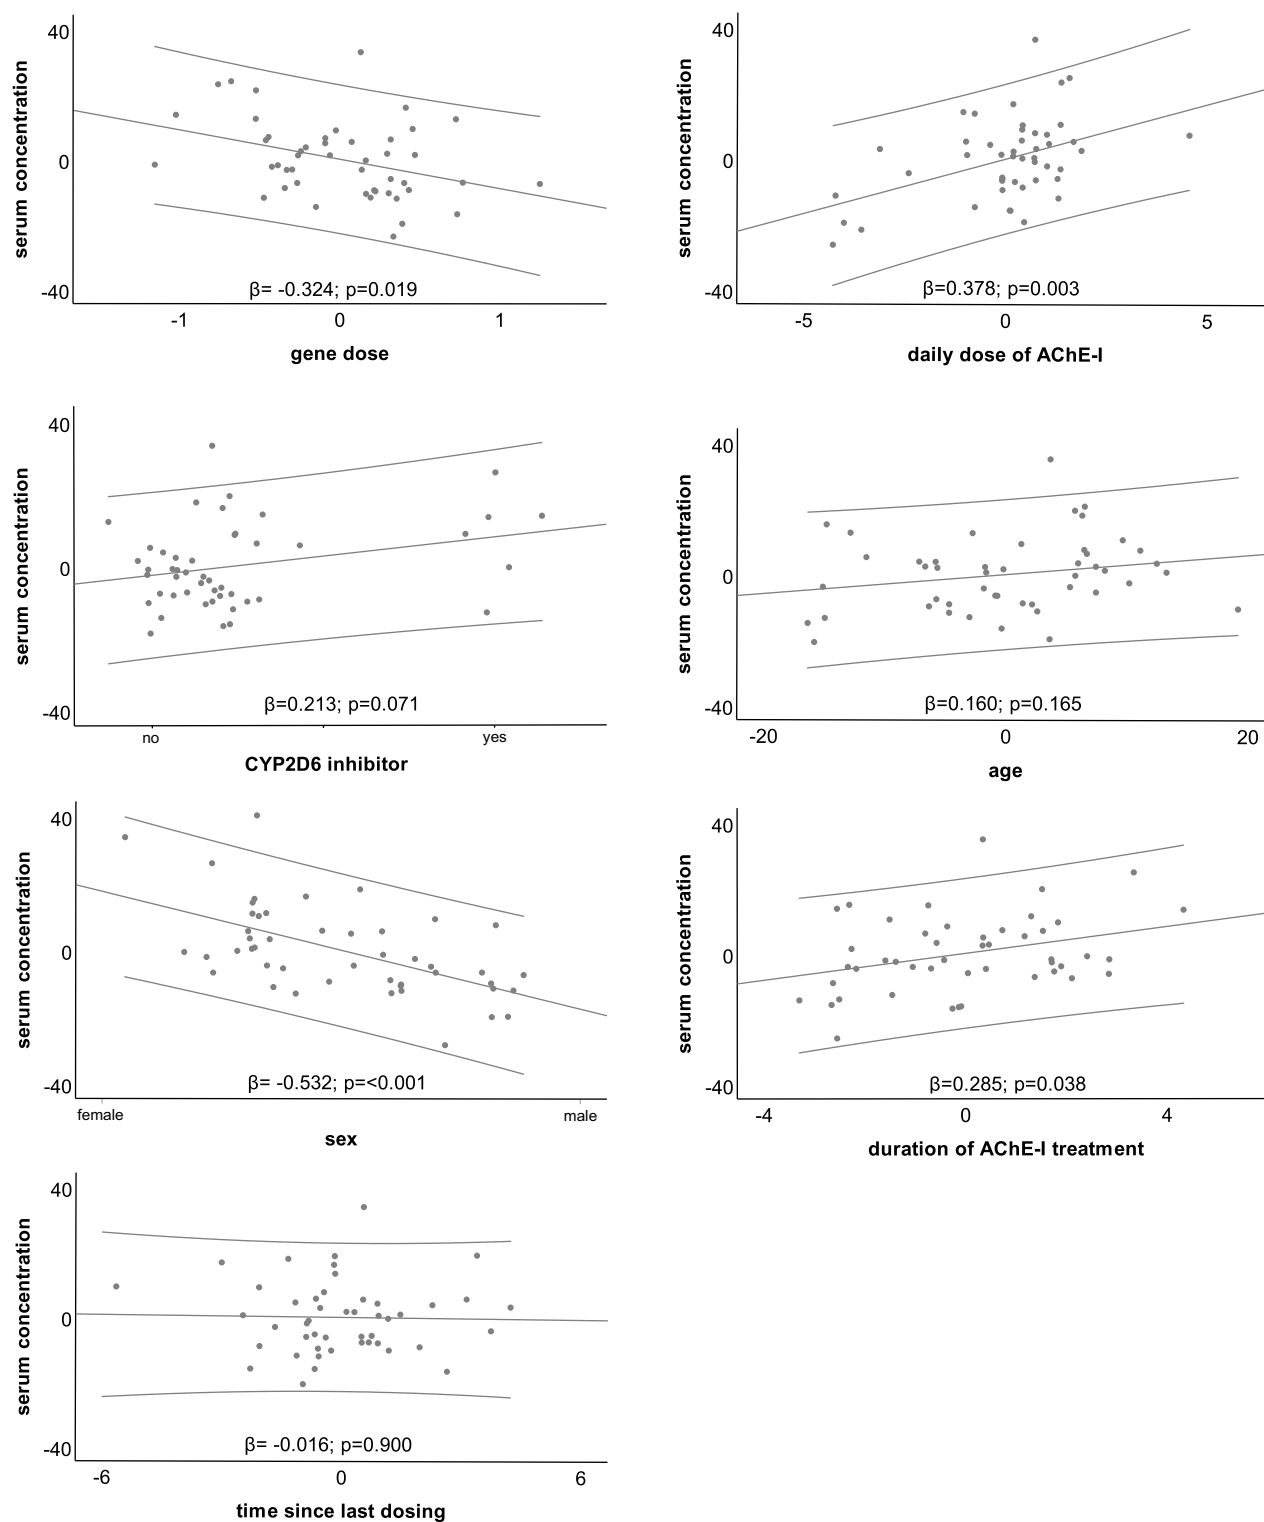 40
0
-40
serum concentration
β= -0.324; p=0.019
-1 0 1
gene dose
40
0
-40
serum concentration
β=0.378; p=0.003
-5 0 5
daily dose of AChE-I
40
0
-40
serum concentration
β=0.213; p=0.071
no yes
CYP2D6 inhibitor
40
0
-40
serum concentration
β=0.160; p=0.165
-20 0 20
age
40
0
-40
serum concentration
β= -0.532; p=<0.001
female male
sex
40
0
-40
serum concentration
β=0.285; p=0.038
-4 0 4
duration of AChE-I treatment
40
0
-40
serum concentration
β= -0.016; p=0.900
-6 0 6
time since last dosing